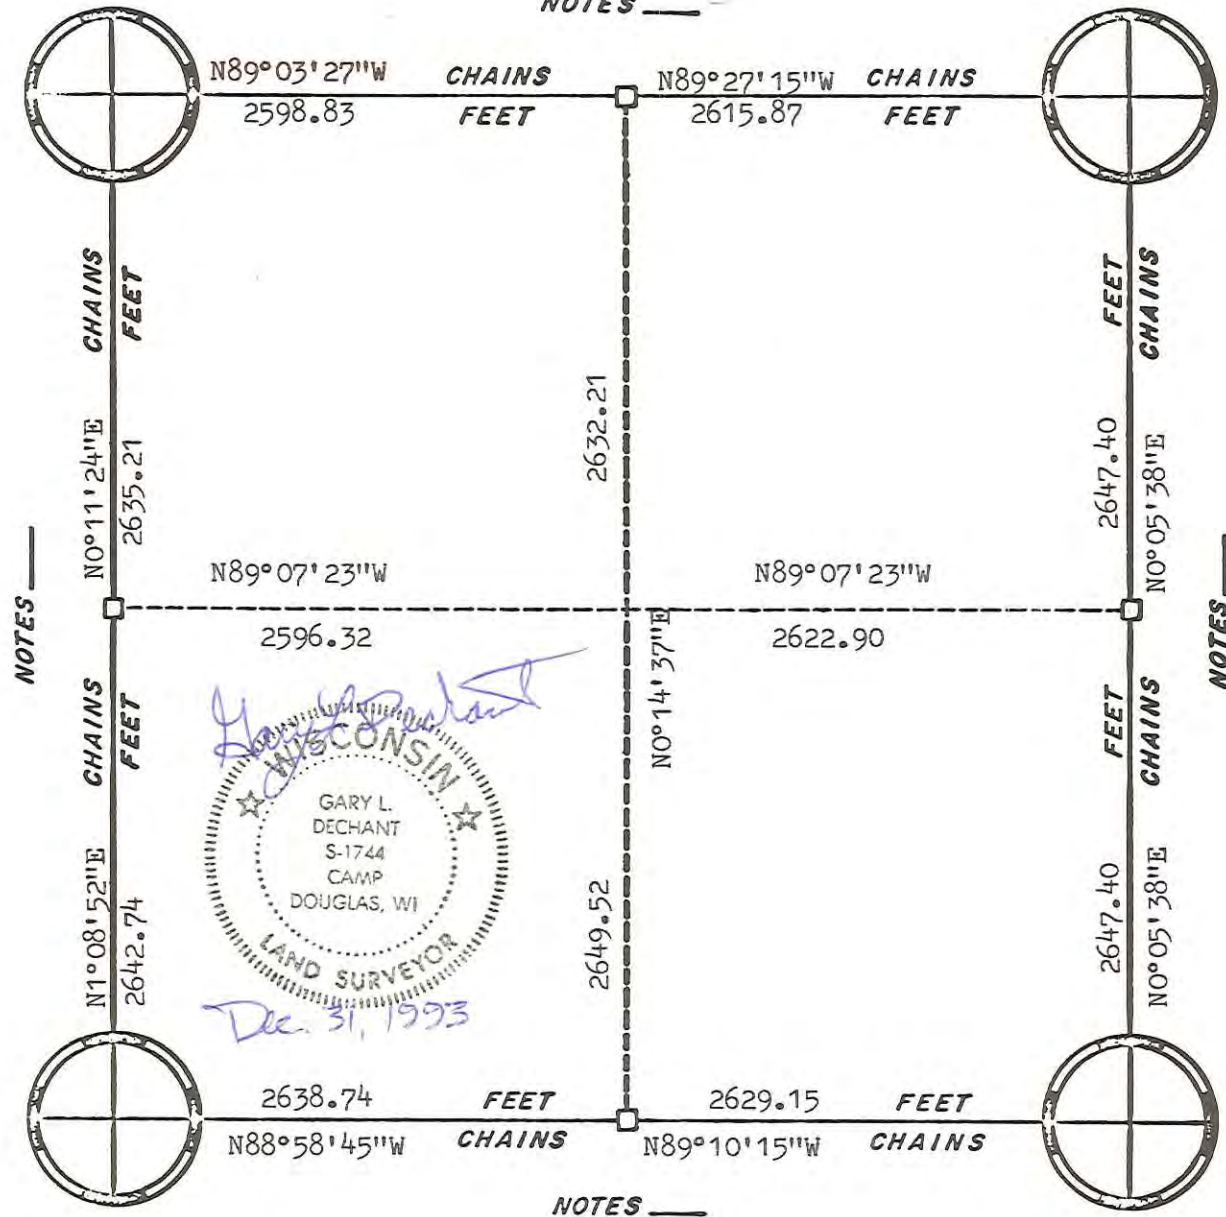 NOTES
N89°03'27"W CHAINS
2598.83 FEET
N89°27'15"W CHAINS
2615.87 FEET
CHAINS
FEET
N0°11'24"E
2635.21
2632.21
FEET
CHAINS
2647.40
N0°05'38"E
NOTES
NOTES
N89°07'23"W
2596.32
N89°07'23"W
2622.90
N0°14'37"E
CHAINS
FEET
N1°08'52"E
2642.74
Gary L Dechant
WISCONSIN
GARY L.
DECHANT
S-1744
CAMP
DOUGLAS, WI
LAND SURVEYOR
Dec. 31, 1993
2649.52
FEET
CHAINS
2647.40
N0°05'38"E
2638.74 FEET
N88°58'45"W CHAINS
2629.15 FEET
N89°10'15"W CHAINS
NOTES